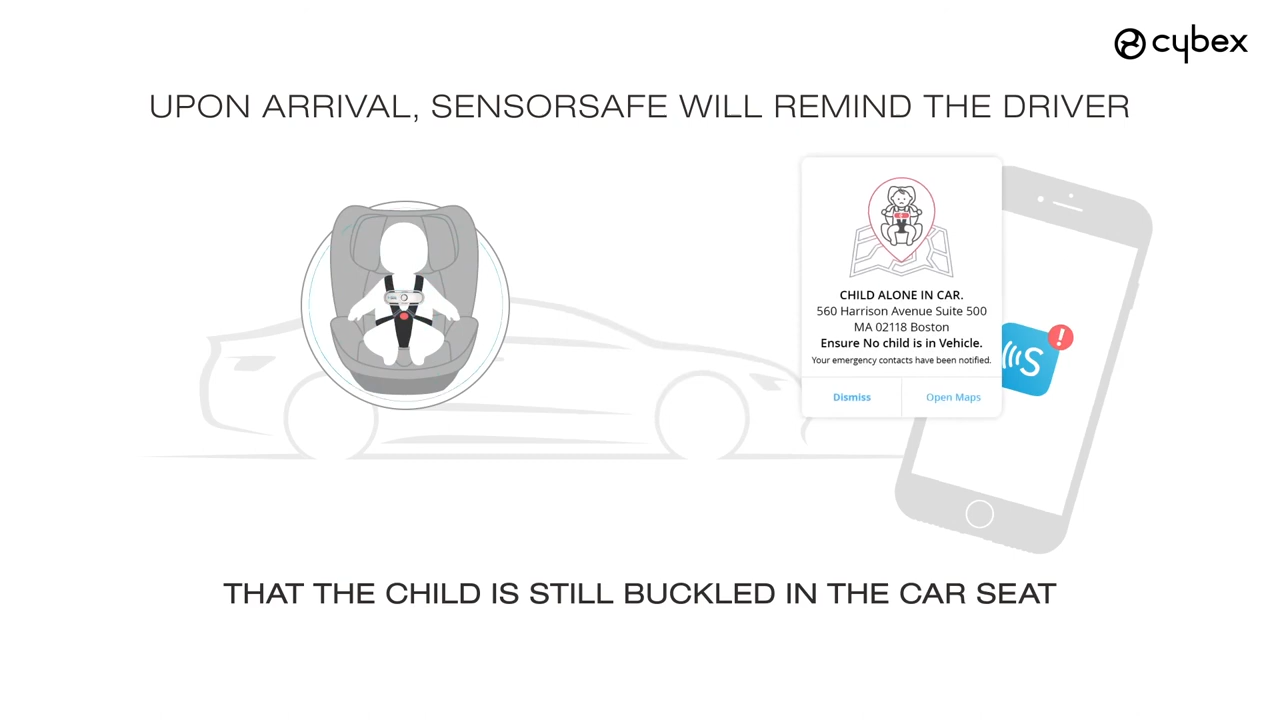 cybex
UPON ARRIVAL, SENSORSAFE WILL REMIND THE DRIVER
CHILD ALONE IN CAR.
560 Harrison Avenue Suite 500
MA 02118 Boston
Ensure No child is in Vehicle.
Your emergency contacts have been notified.
Dismiss
Open Maps
S
!
THAT THE CHILD IS STILL BUCKLED IN THE CAR SEAT